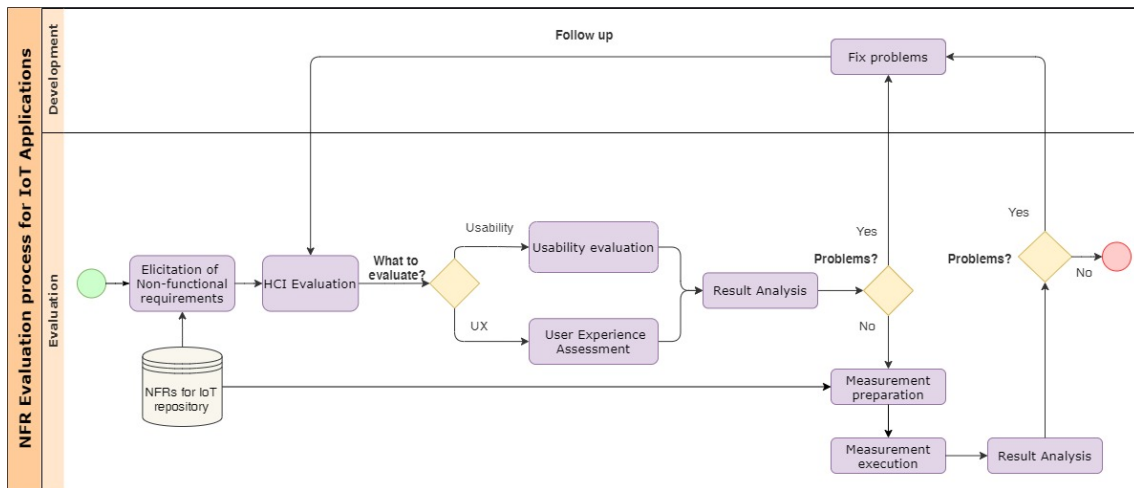 NFR Evaluation process for IoT Applications
Development
Follow up
Fix problems
Evaluation
Elicitation of
Non-functional
requirements
HCI Evaluation
What to
evaluate?
Usability
Usability evaluation
UX
User Experience
Assessment
Result Analysis
Problems?
Yes
No
NFRs for IoT
repository
Measurement
preparation
Measurement
execution
Result Analysis
Problems?
Yes
No